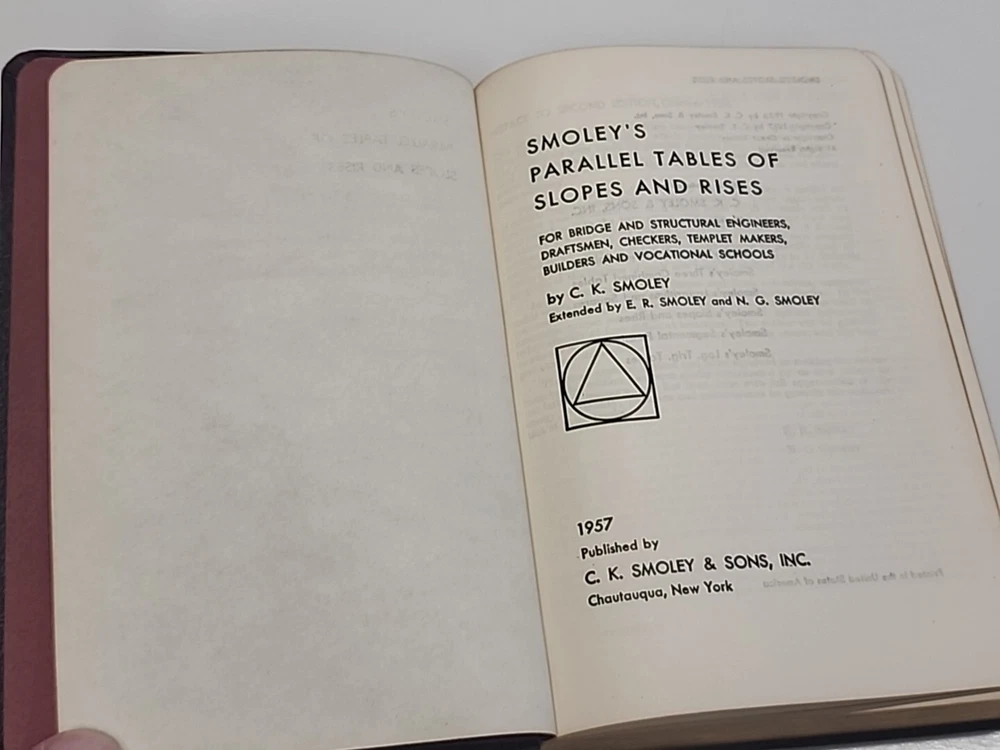 SMOLEY'S
PARALLEL TABLES OF
SLOPES AND RISES
FOR BRIDGE AND STRUCTURAL ENGINEERS,
DRAFTSMEN, CHECKERS, TEMPLET MAKERS,
BUILDERS AND VOCATIONAL SCHOOLS
by C. K. SMOLEY
Extended by E. R. SMOLEY and N. G. SMOLEY
1957
Published by
C. K. SMOLEY & SONS, INC.
Chautauqua, New York